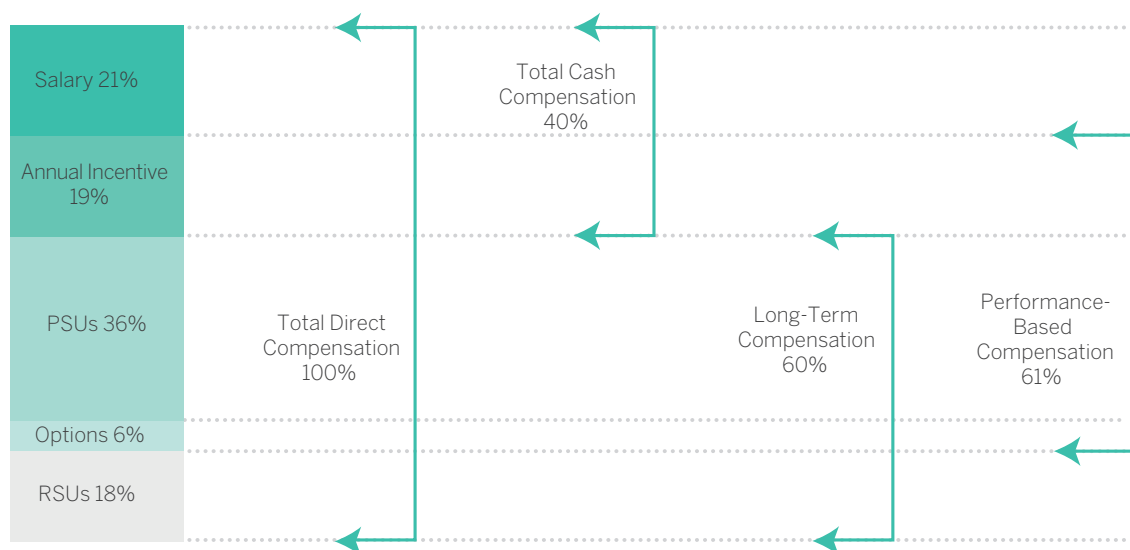 Salary 21%
Annual Incentive
19%
PSUs 36%
Options 6%
RSUs 18%
Total Direct
Compensation
100%
Total Cash
Compensation
40%
Long-Term
Compensation
60%
Performance-
Based
Compensation
61%